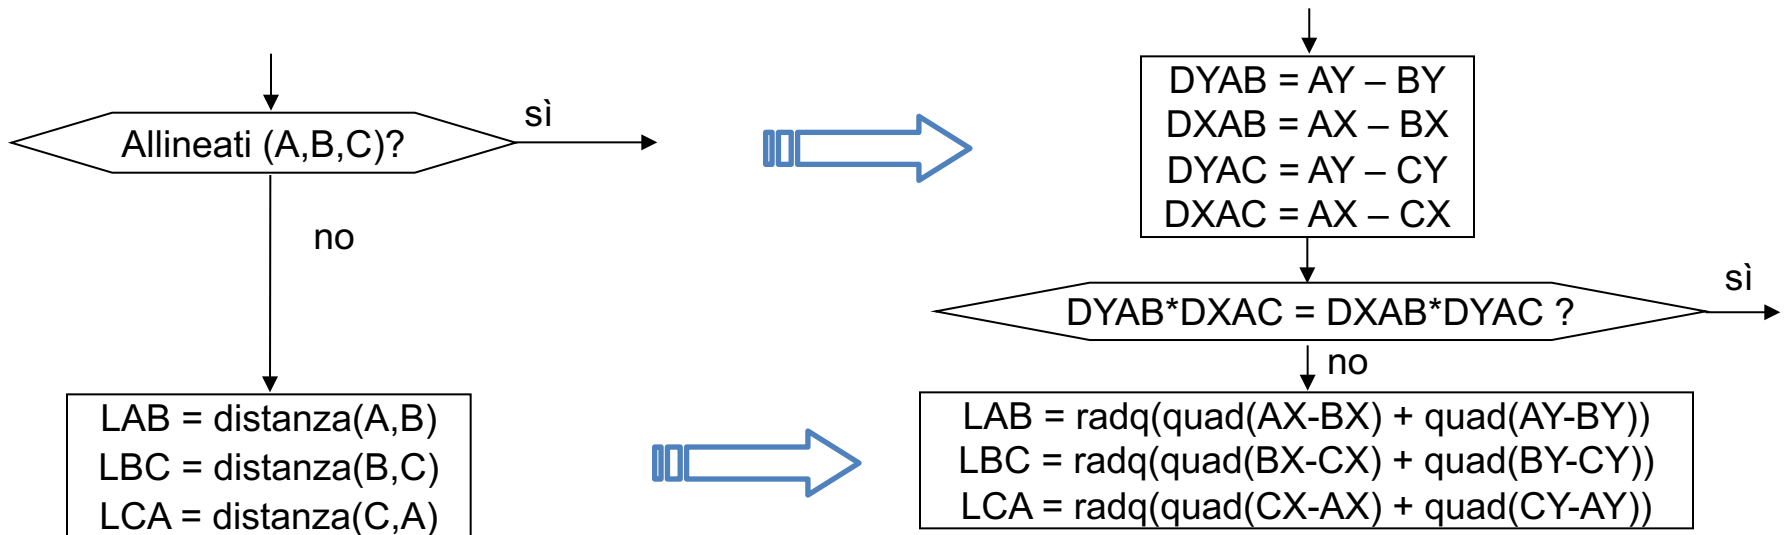 Allineati (A,B,C)?
sì
no
LAB = distanza(A,B)
LBC = distanza(B,C)
LCA = distanza(C,A)
DYAB = AY – BY
DXAB = AX – BX
DYAC = AY – CY
DXAC = AX – CX
DYAB*DXAC = DXAB*DYAC ?
sì
no
LAB = radq(quad(AX-BX) + quad(AY-BY))
LBC = radq(quad(BX-CX) + quad(BY-CY))
LCA = radq(quad(CX-AX) + quad(CY-AY))